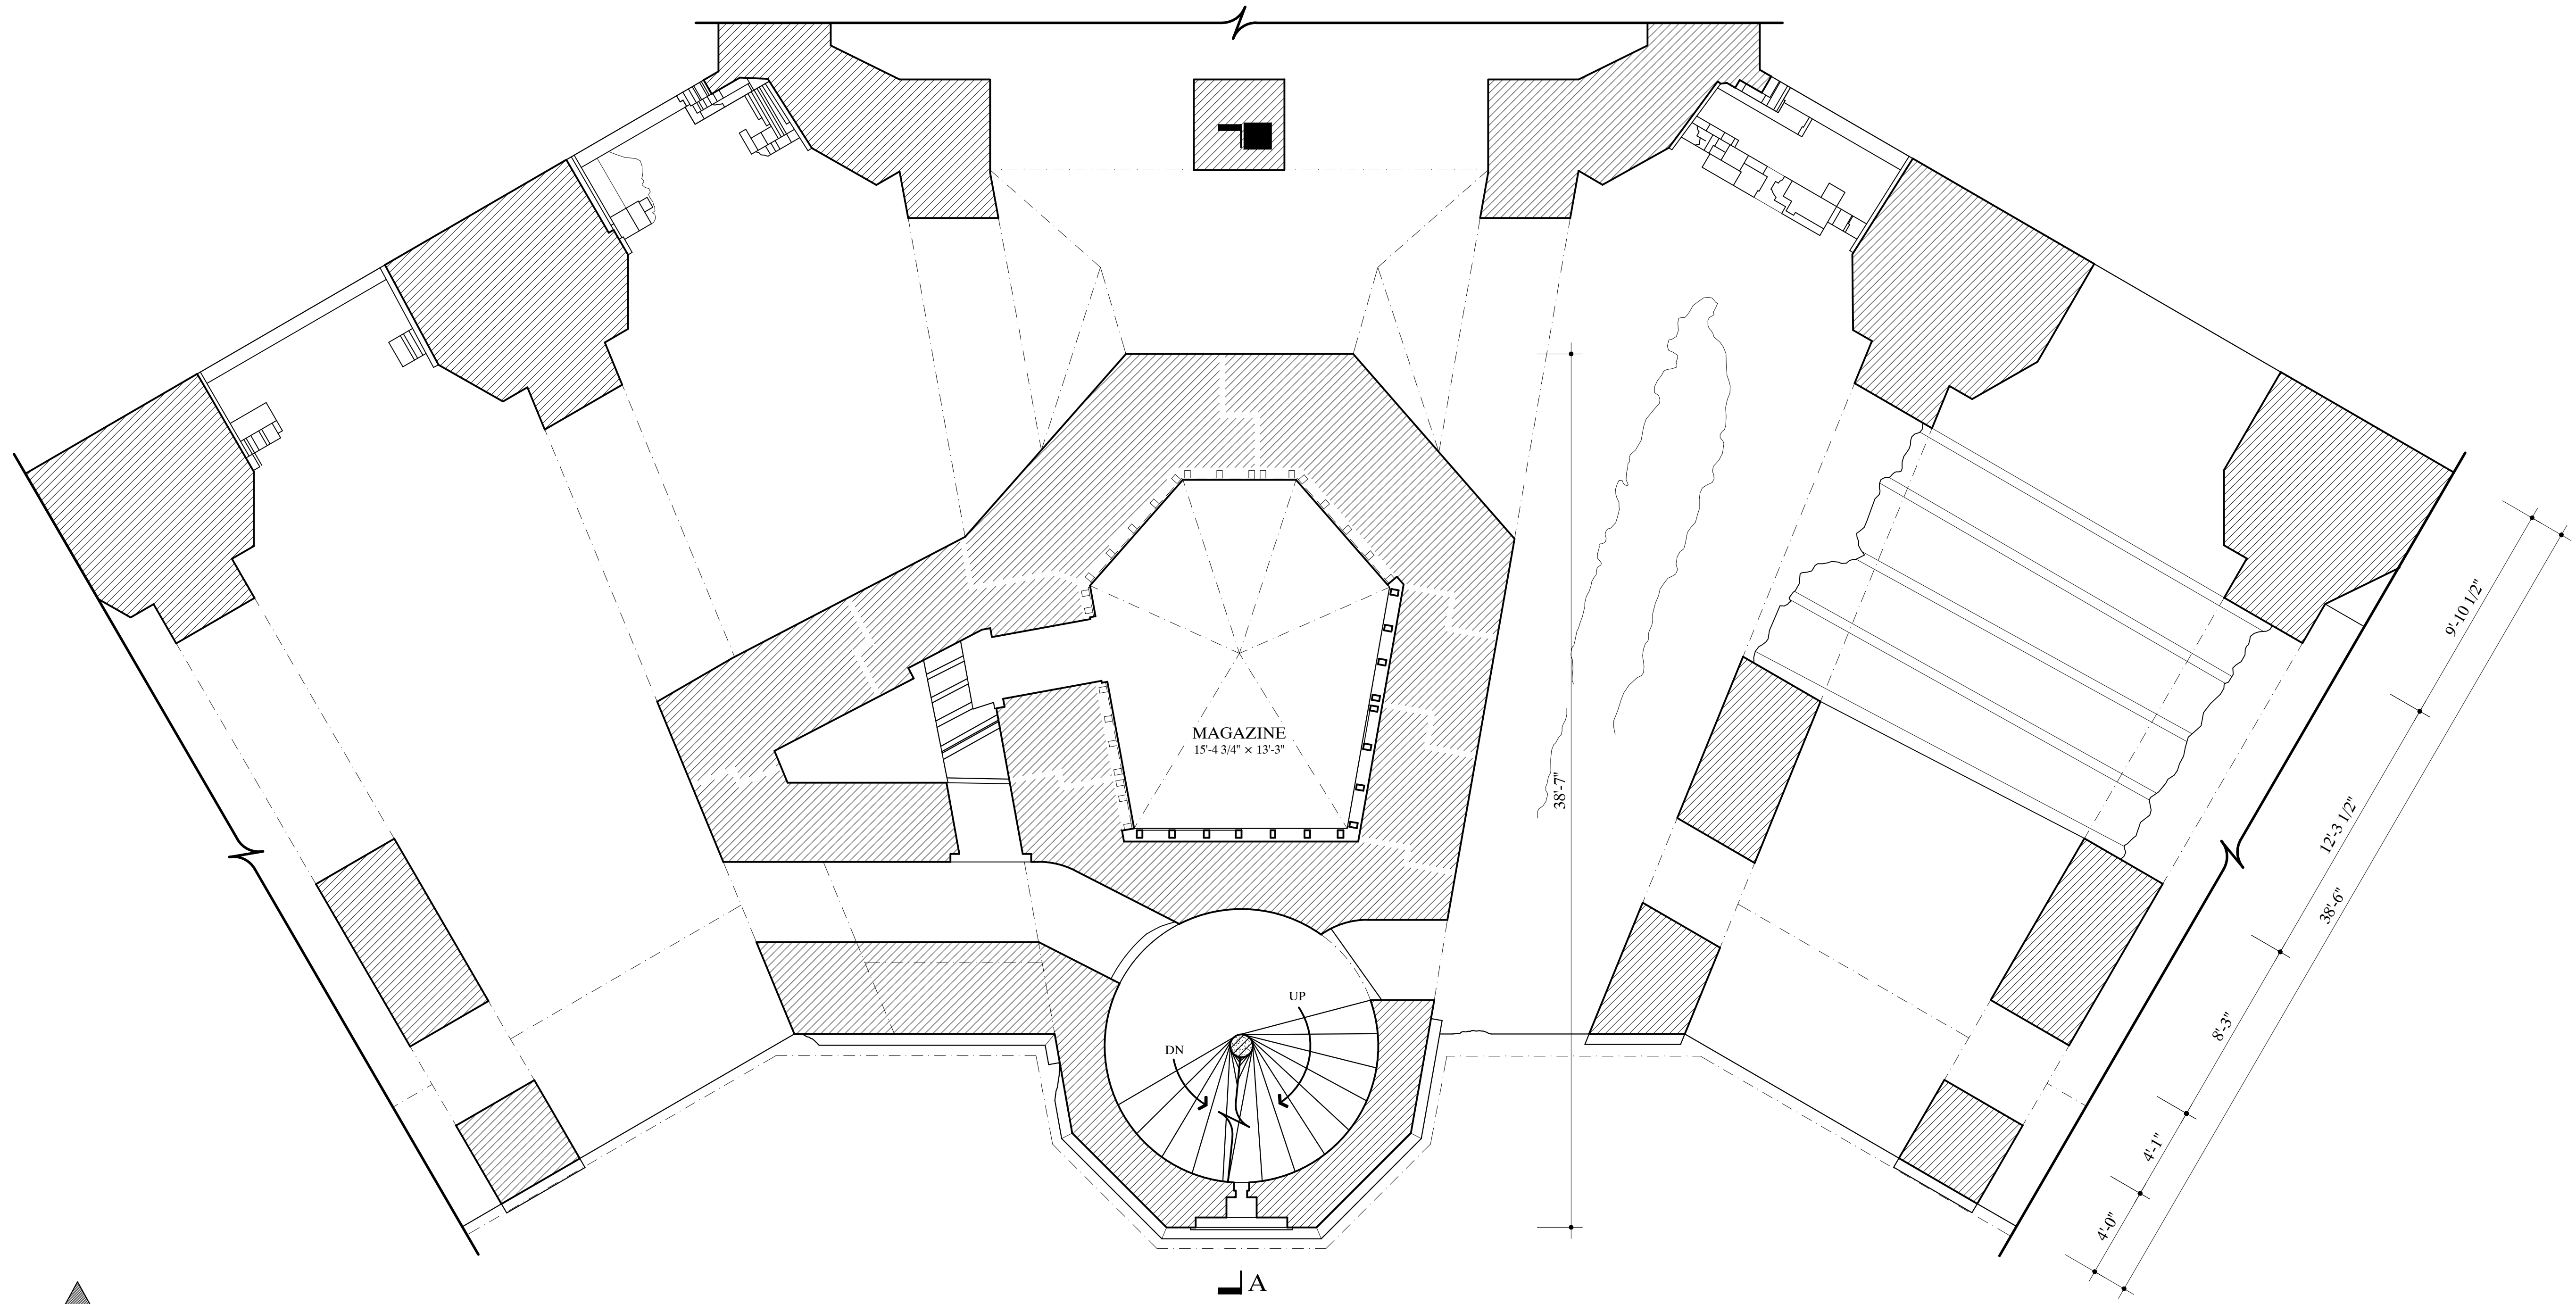 9'-10 1/2"
MAGAZINE
15'-4 3/4" × 13'-3"
38'-7"
12'-3 1/2"
38'-6"
8'-3"
UP
DN
4'-1"
4'-0"
A